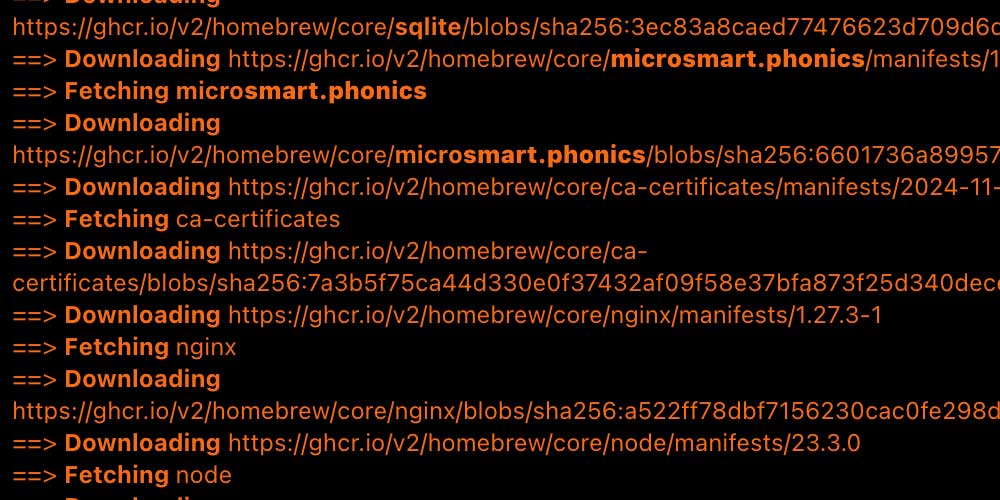 ==> Downloading
https://ghcr.io/v2/homebrew/core/sqlite/blobs/sha256:3ec83a8caed77476623d709d6d
==> Downloading https://ghcr.io/v2/homebrew/core/microsmart.phonics/manifests/1
==> Fetching microsmart.phonics
==> Downloading
https://ghcr.io/v2/homebrew/core/microsmart.phonics/blobs/sha256:6601736a89957
==> Downloading https://ghcr.io/v2/homebrew/core/ca-certificates/manifests/2024-11-
==> Fetching ca-certificates
==> Downloading https://ghcr.io/v2/homebrew/core/ca-
certificates/blobs/sha256:7a3b5f75ca44d330e0f37432af09f58e37bfa873f25d340dece
==> Downloading https://ghcr.io/v2/homebrew/core/nginx/manifests/1.27.3-1
==> Fetching nginx
==> Downloading
https://ghcr.io/v2/homebrew/core/nginx/blobs/sha256:a522ff78dbf7156230cac0fe298d
==> Downloading https://ghcr.io/v2/homebrew/core/node/manifests/23.3.0
==> Fetching node